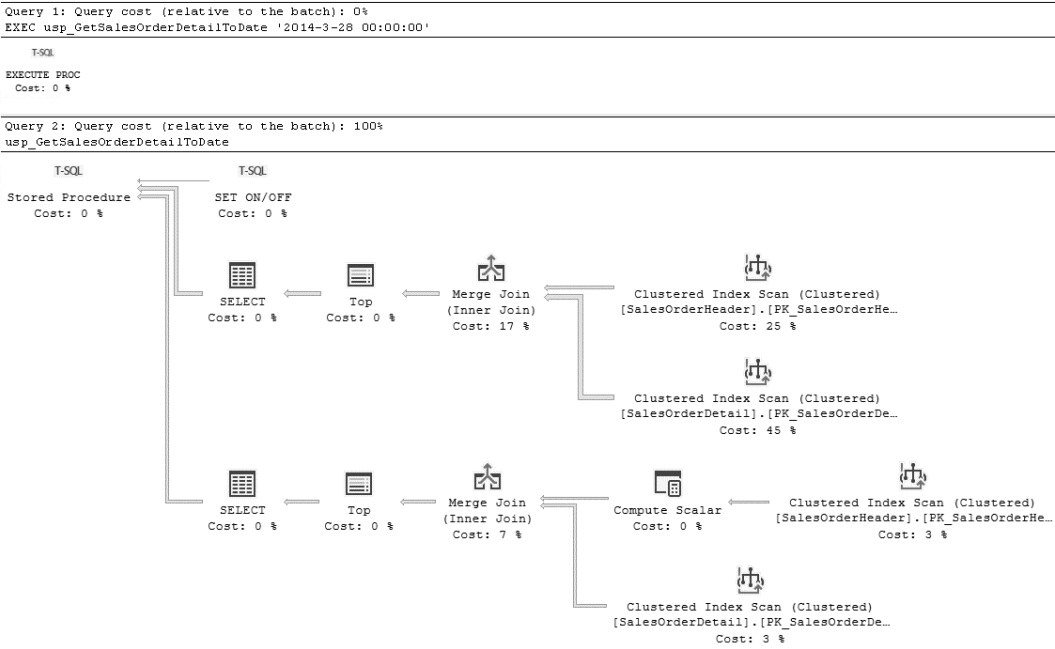 Query 1: Query cost (relative to the batch): 0%
EXEC usp_GetSalesOrderDetailToDate '2014-3-28 00:00:00'
T-SQL
EXECUTE PROC
Cost: 0 %
Query 2: Query cost (relative to the batch): 100%
usp_GetSalesOrderDetailToDate
T-SQL
Stored Procedure
Cost: 0 %
T-SQL
SET ON/OFF
Cost: 0 %
SELECT
Cost: 0 %
Top
Cost: 0 %
Merge Join
(Inner Join)
Cost: 17 %
Clustered Index Scan (Clustered)
[SalesOrderHeader].[PK_SalesOrderHe…
Cost: 25 %
Clustered Index Scan (Clustered)
[SalesOrderDetail].[PK_SalesOrderDe…
Cost: 45 %
SELECT
Cost: 0 %
Top
Cost: 0 %
Merge Join
(Inner Join)
Cost: 7 %
Compute Scalar
Cost: 0 %
Clustered Index Scan (Clustered)
[SalesOrderHeader].[PK_SalesOrderHe…
Cost: 3 %
Clustered Index Scan (Clustered)
[SalesOrderDetail].[PK_SalesOrderDe…
Cost: 3 %